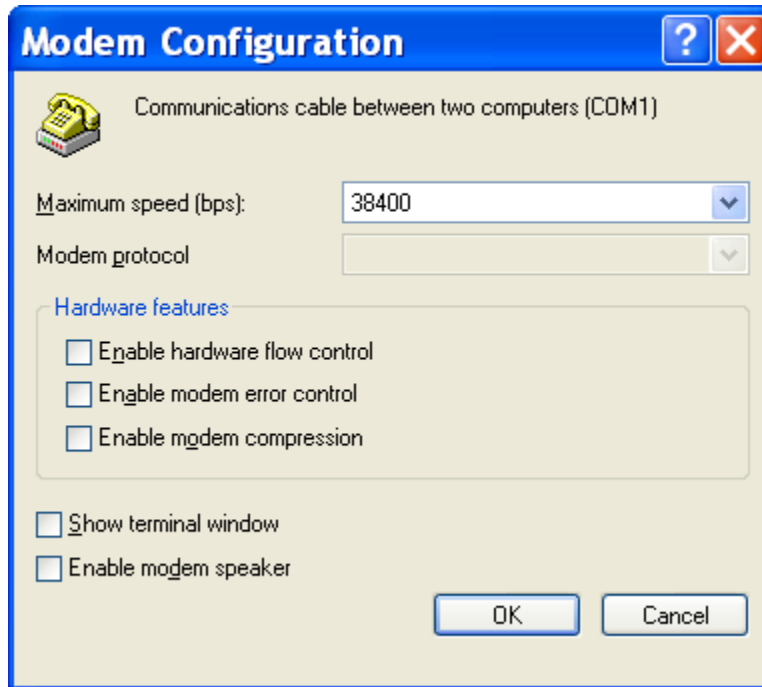 Modem Configuration
Communications cable between two computers (COM1)
Maximum speed (bps): 38400
Modem protocol
Hardware features
Enable hardware flow control
Enable modem error control
Enable modem compression
Show terminal window
Enable modem speaker
OK Cancel